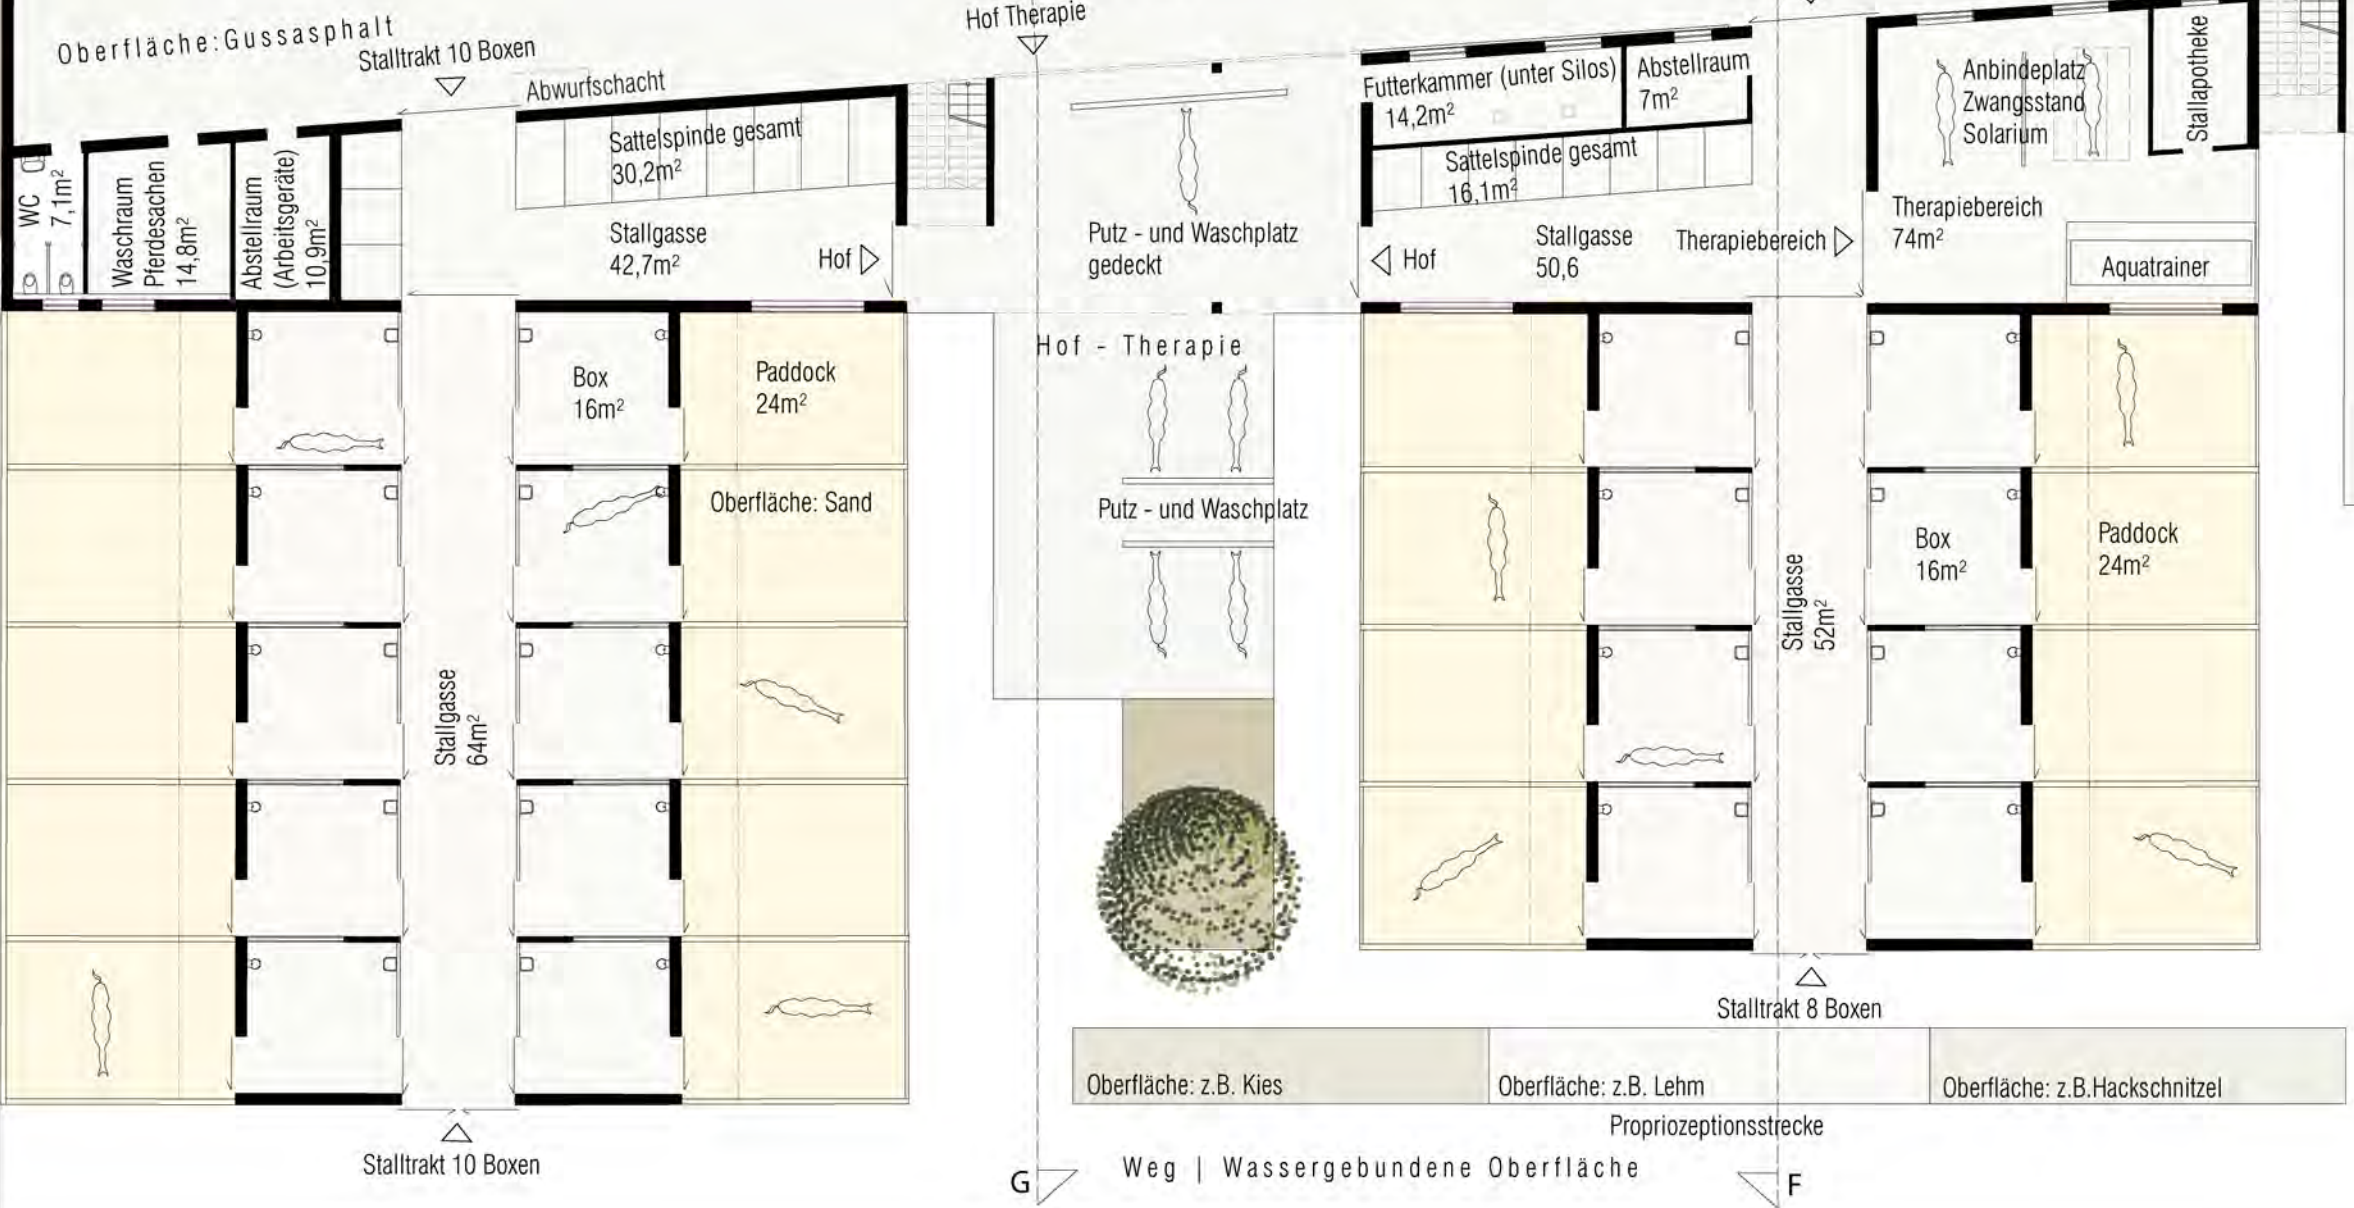 Oberfläche:Gussasphalt
Stalltrakt 10 Boxen
Abwurfschacht
Hof Therapie
WC
7,1m²
Waschraum
Pferdesachen
14,8m²
Abstellraum
(Arbeitsgeräte)
10,9m²
Sattelspinde gesamt
30,2m²
Stallgasse
42,7m²
Hof
Putz - und Waschplatz
gedeckt
Futterkammer (unter Silos)
14,2m²
Abstellraum
7m²
Sattelspinde gesamt
16,1m²
Hof
Stallgasse
50,6
Therapiebereich
Anbindeplatz
Zwangsstand
Solarium
Stallapotheke
Therapiebereich
74m²
Aquatrainer
Box
16m²
Paddock
24m²
Oberfläche: Sand
Stallgasse
64m²
Hof - Therapie
Putz - und Waschplatz
Stallgasse
52m²
Box
16m²
Paddock
24m²
Stalltrakt 8 Boxen
Oberfläche: z.B. Kies
Oberfläche: z.B. Lehm
Oberfläche: z.B.Hackschnitzel
Propriozeptionsstrecke
Stalltrakt 10 Boxen
Weg | Wassergebundene Oberfläche
G
F